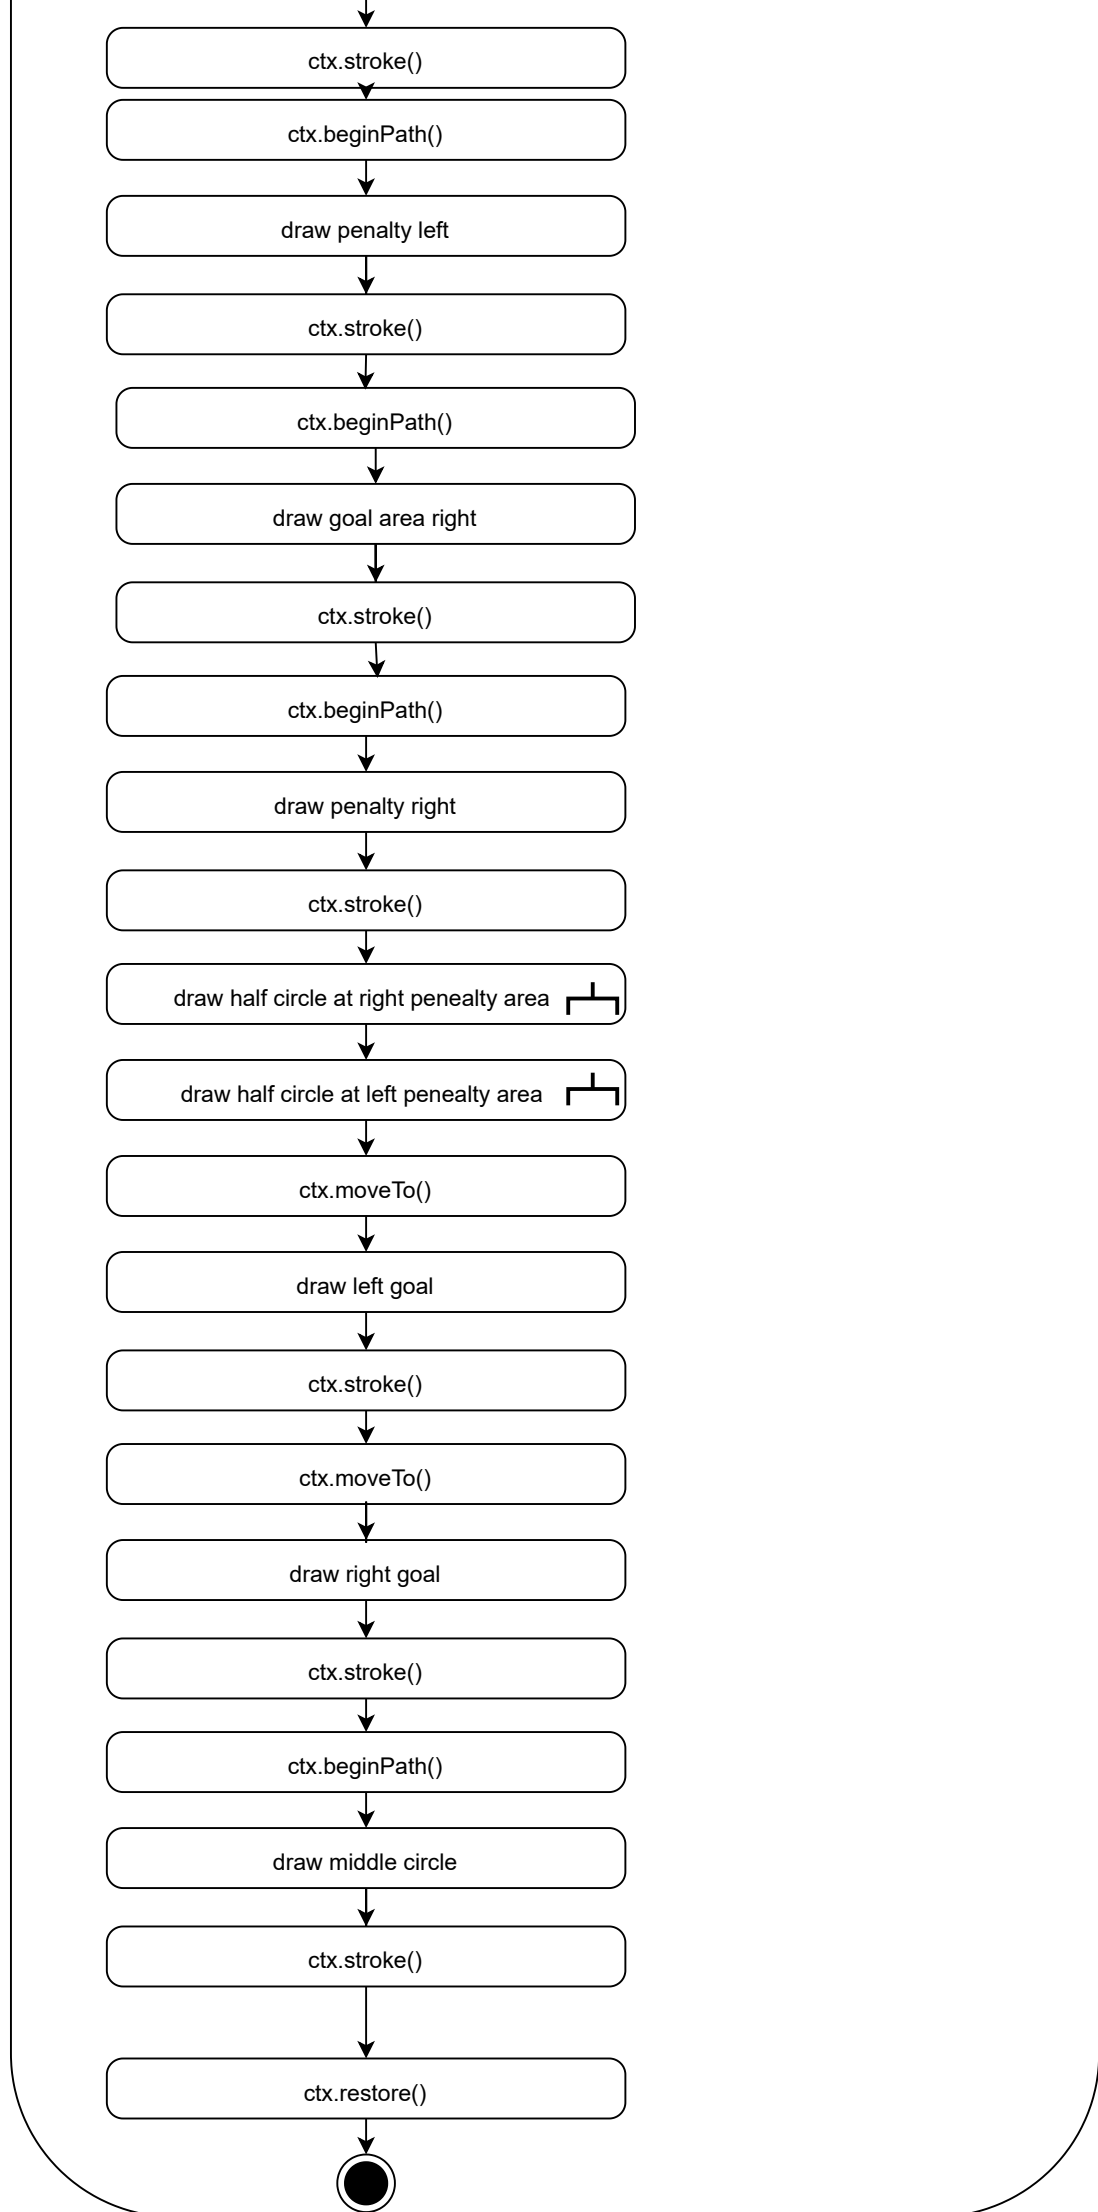 ctx.stroke()
ctx.beginPath()
draw penalty left
ctx.stroke()
ctx.beginPath()
draw goal area right
ctx.stroke()
ctx.beginPath()
draw penalty right
ctx.stroke()
draw half circle at right penealty area
draw half circle at left penealty area
ctx.moveTo()
draw left goal
ctx.stroke()
ctx.moveTo()
draw right goal
ctx.stroke()
ctx.beginPath()
draw middle circle
ctx.stroke()
ctx.restore()